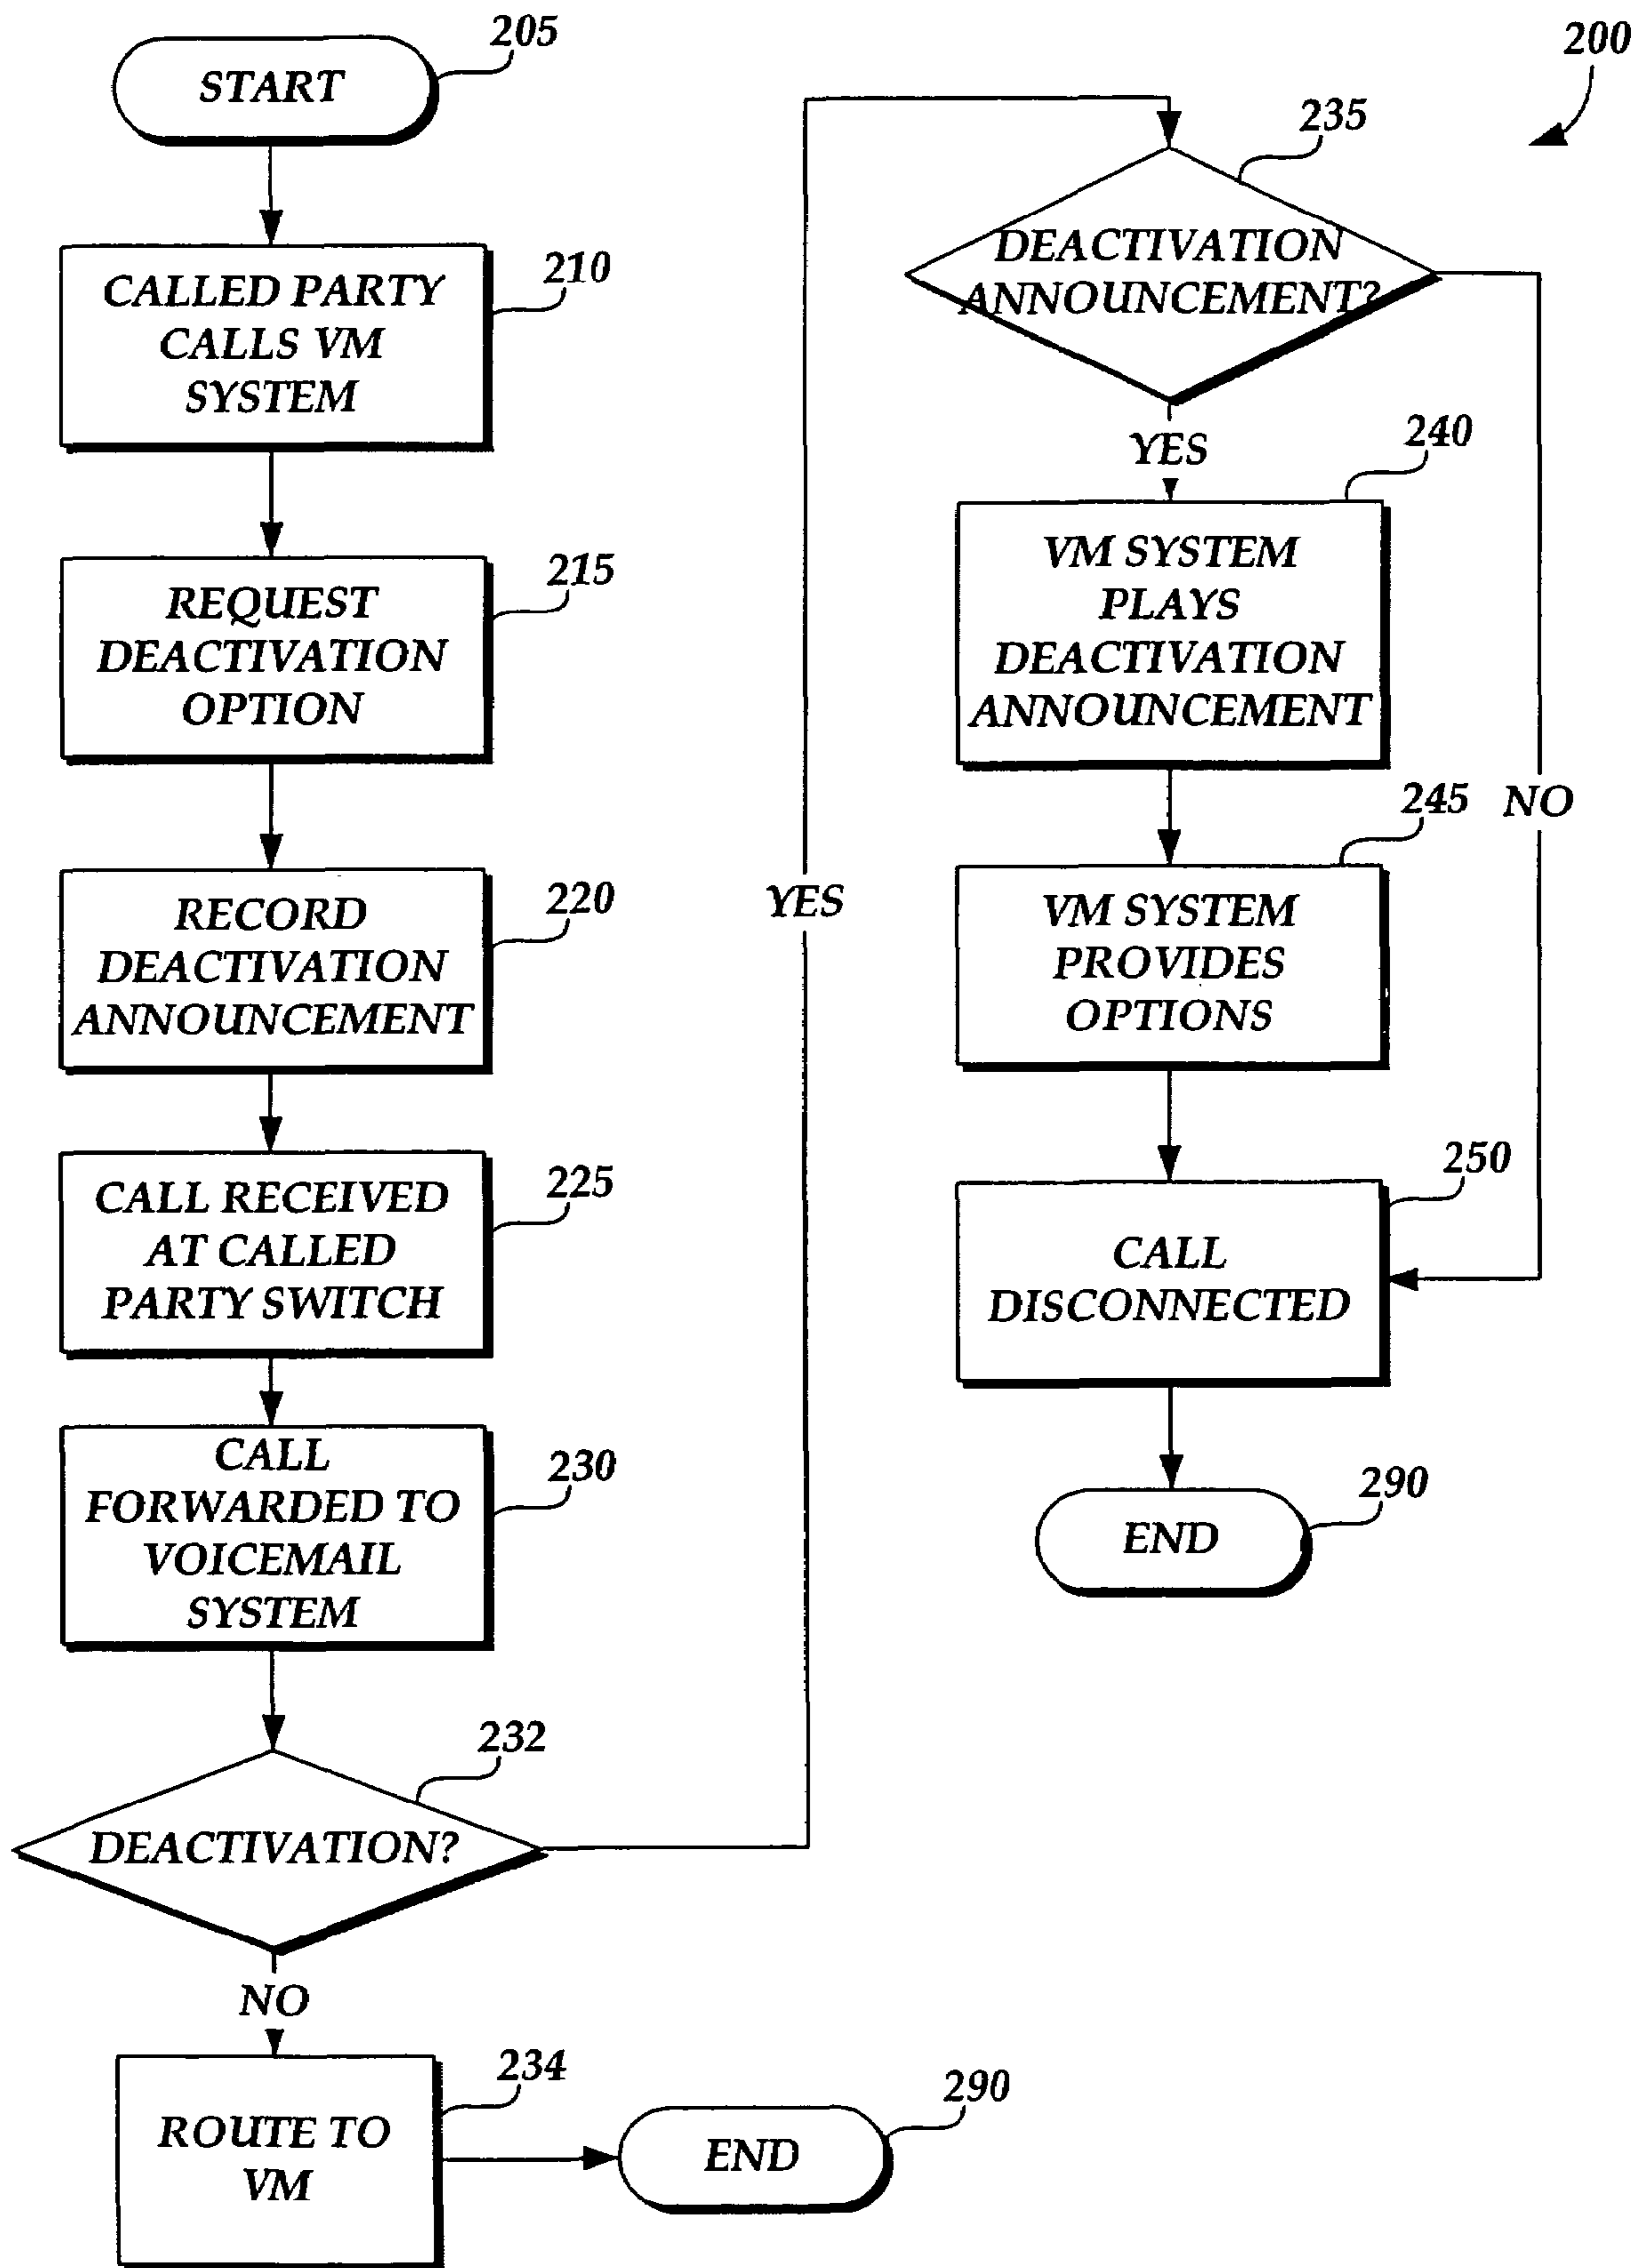 205
START
210
CALLED PARTY
CALLS VM
SYSTEM
215
REQUEST
DEACTIVATION
OPTION
220
RECORD
DEACTIVATION
ANNOUNCEMENT
225
CALL RECEIVED
AT CALLED
PARTY SWITCH
230
CALL
FORWARDED TO
VOICEMAIL
SYSTEM
232
DEACTIVATION?
NO
234
ROUTE TO
VM
290
END
YES
200
235
DEACTIVATION
ANNOUNCEMENT?
YES
NO
240
VM SYSTEM
PLAYS
DEACTIVATION
ANNOUNCEMENT
245
VM SYSTEM
PROVIDES
OPTIONS
250
CALL
DISCONNECTED
290
END